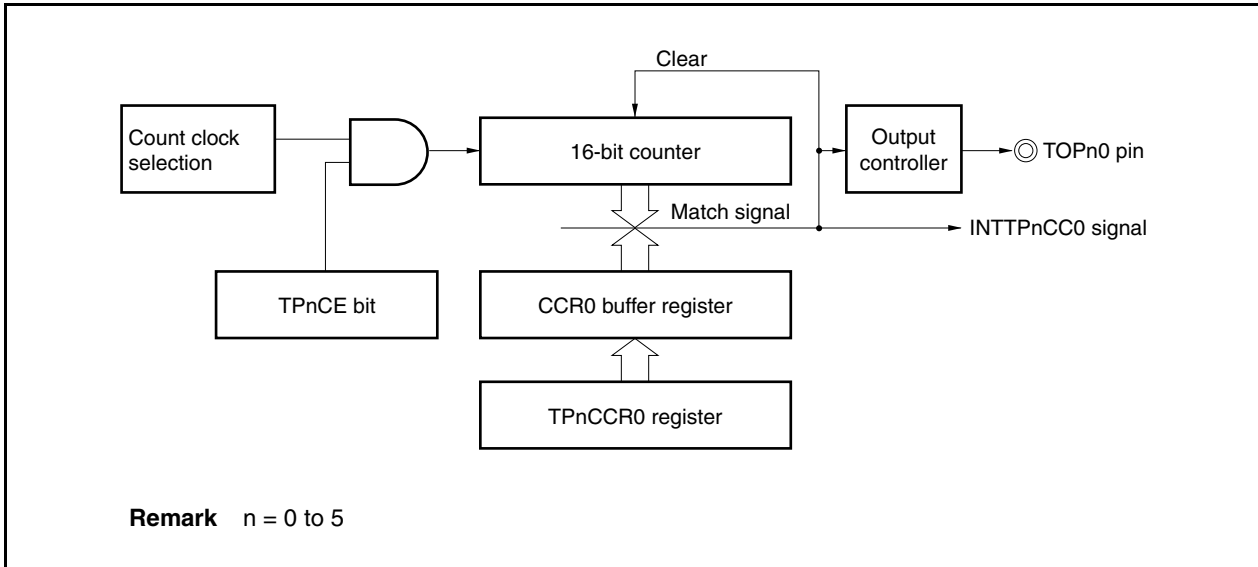 Clear
Count clock
selection
16-bit counter
Output
controller
TOPn0 pin
Match signal
INTTPnCC0 signal
TPnCE bit
CCR0 buffer register
TPnCCR0 register
Remark n = 0 to 5